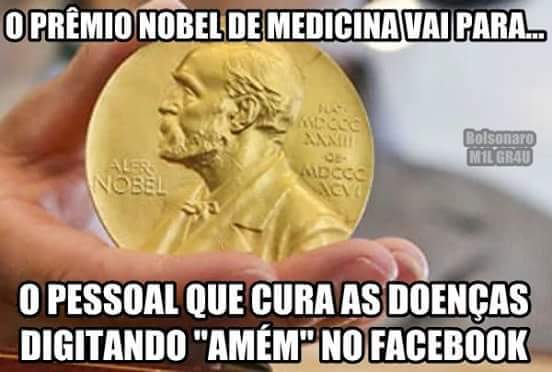 O PRÊMIO NOBEL DE MEDICINA VAI PARA...
Bolsonaro
M1L GR4U
ALFR
NOBEL
NAT
MDCCC
XXXIII
OB
MDCCC
XCVI
O PESSOAL QUE CURA AS DOENÇAS
DIGITANDO "AMÉM" NO FACEBOOK